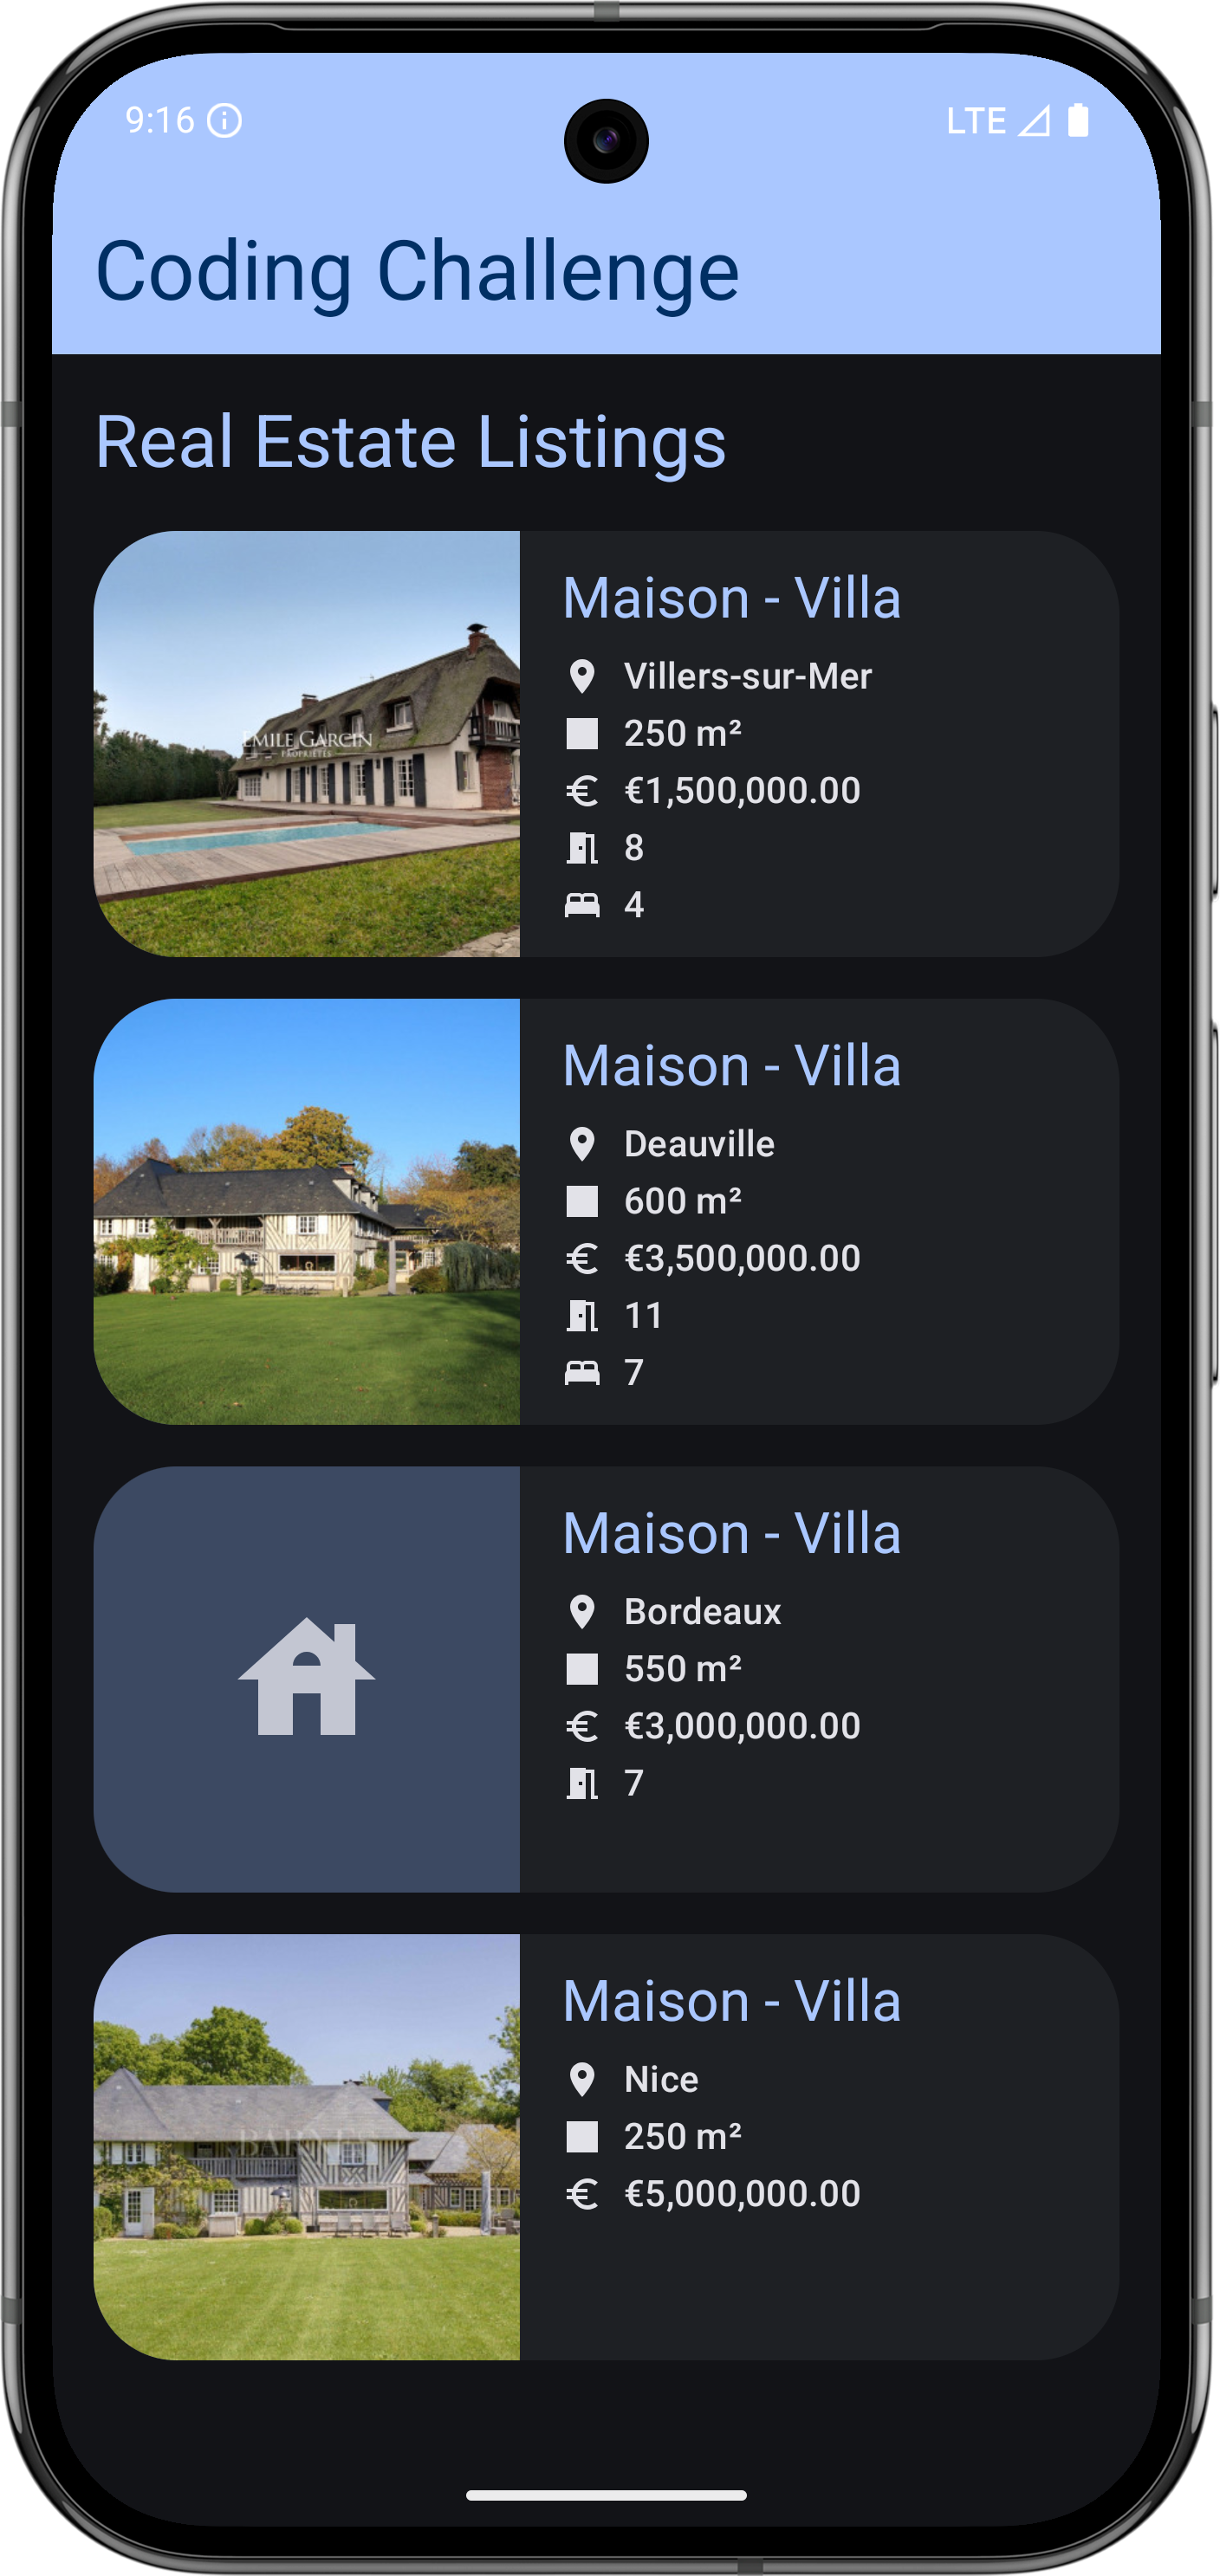 9:16
LTE
Coding Challenge
Real Estate Listings
EMILE GARCIN
PROPRIÉTÉS
Maison - Villa
Villers-sur-Mer
250 m²
€1,500,000.00
8
4
Maison - Villa
Deauville
600 m²
€3,500,000.00
11
7
Maison - Villa
Bordeaux
550 m²
€3,000,000.00
7
BARNES
Maison - Villa
Nice
250 m²
€5,000,000.00